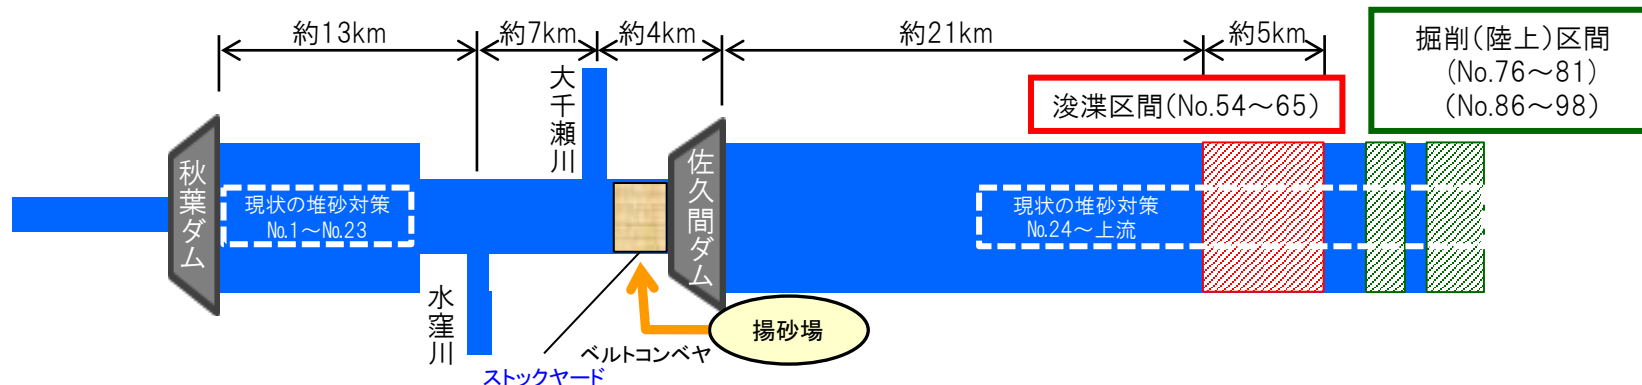 約13km
約7km
約4km
約21km
約5km
掘削(陸上)区間
(No.76～81)
(No.86～98)
浚渫区間(No.54～65)
大千瀬川
秋葉ダム
現状の堆砂対策
No.1～No.23
佐久間ダム
現状の堆砂対策
No.24～上流
水窪川
揚砂場
ベルトコンベヤ
ストックヤード